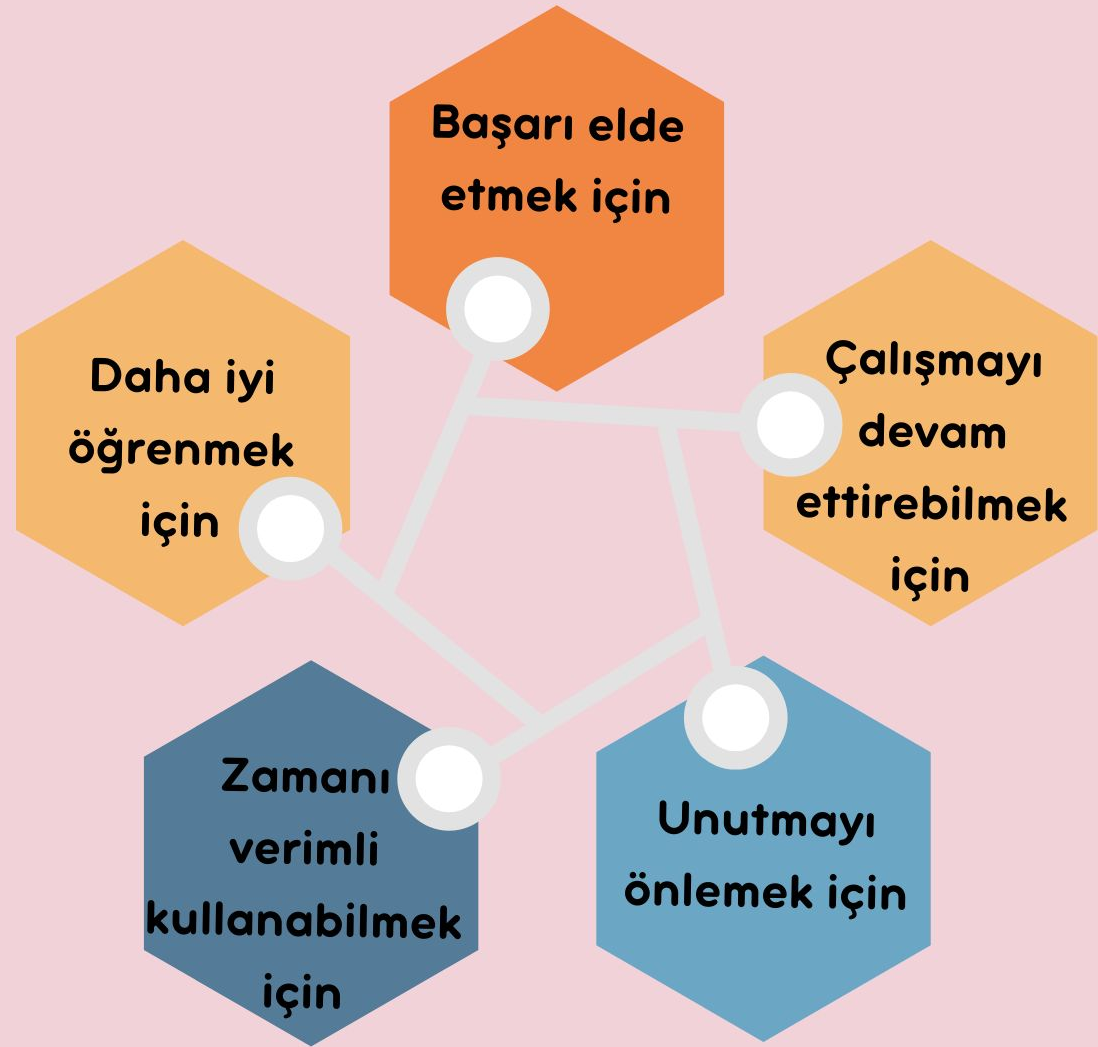 Başarı elde
etmek için
Daha iyi
öğrenmek
için
Çalışmayı
devam
ettirebilmek
için
Zamanı
verimli
kullanabilmek
için
Unutmayı
önlemek için